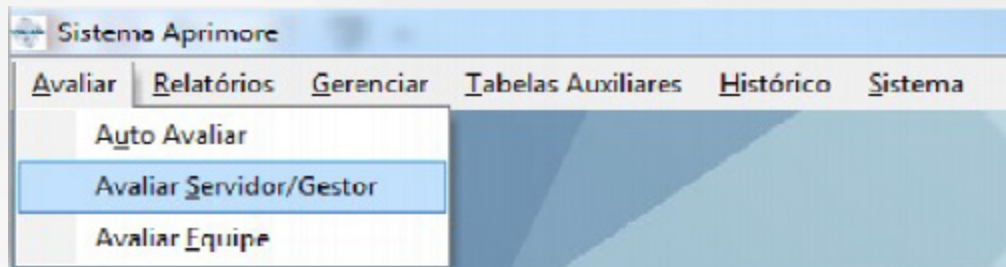 Sistema Aprimore
Avaliar Relatórios Gerenciar Tabelas Auxiliares Histórico Sistema
Auto Avaliar
Avaliar Servidor/Gestor
Avaliar Equipe